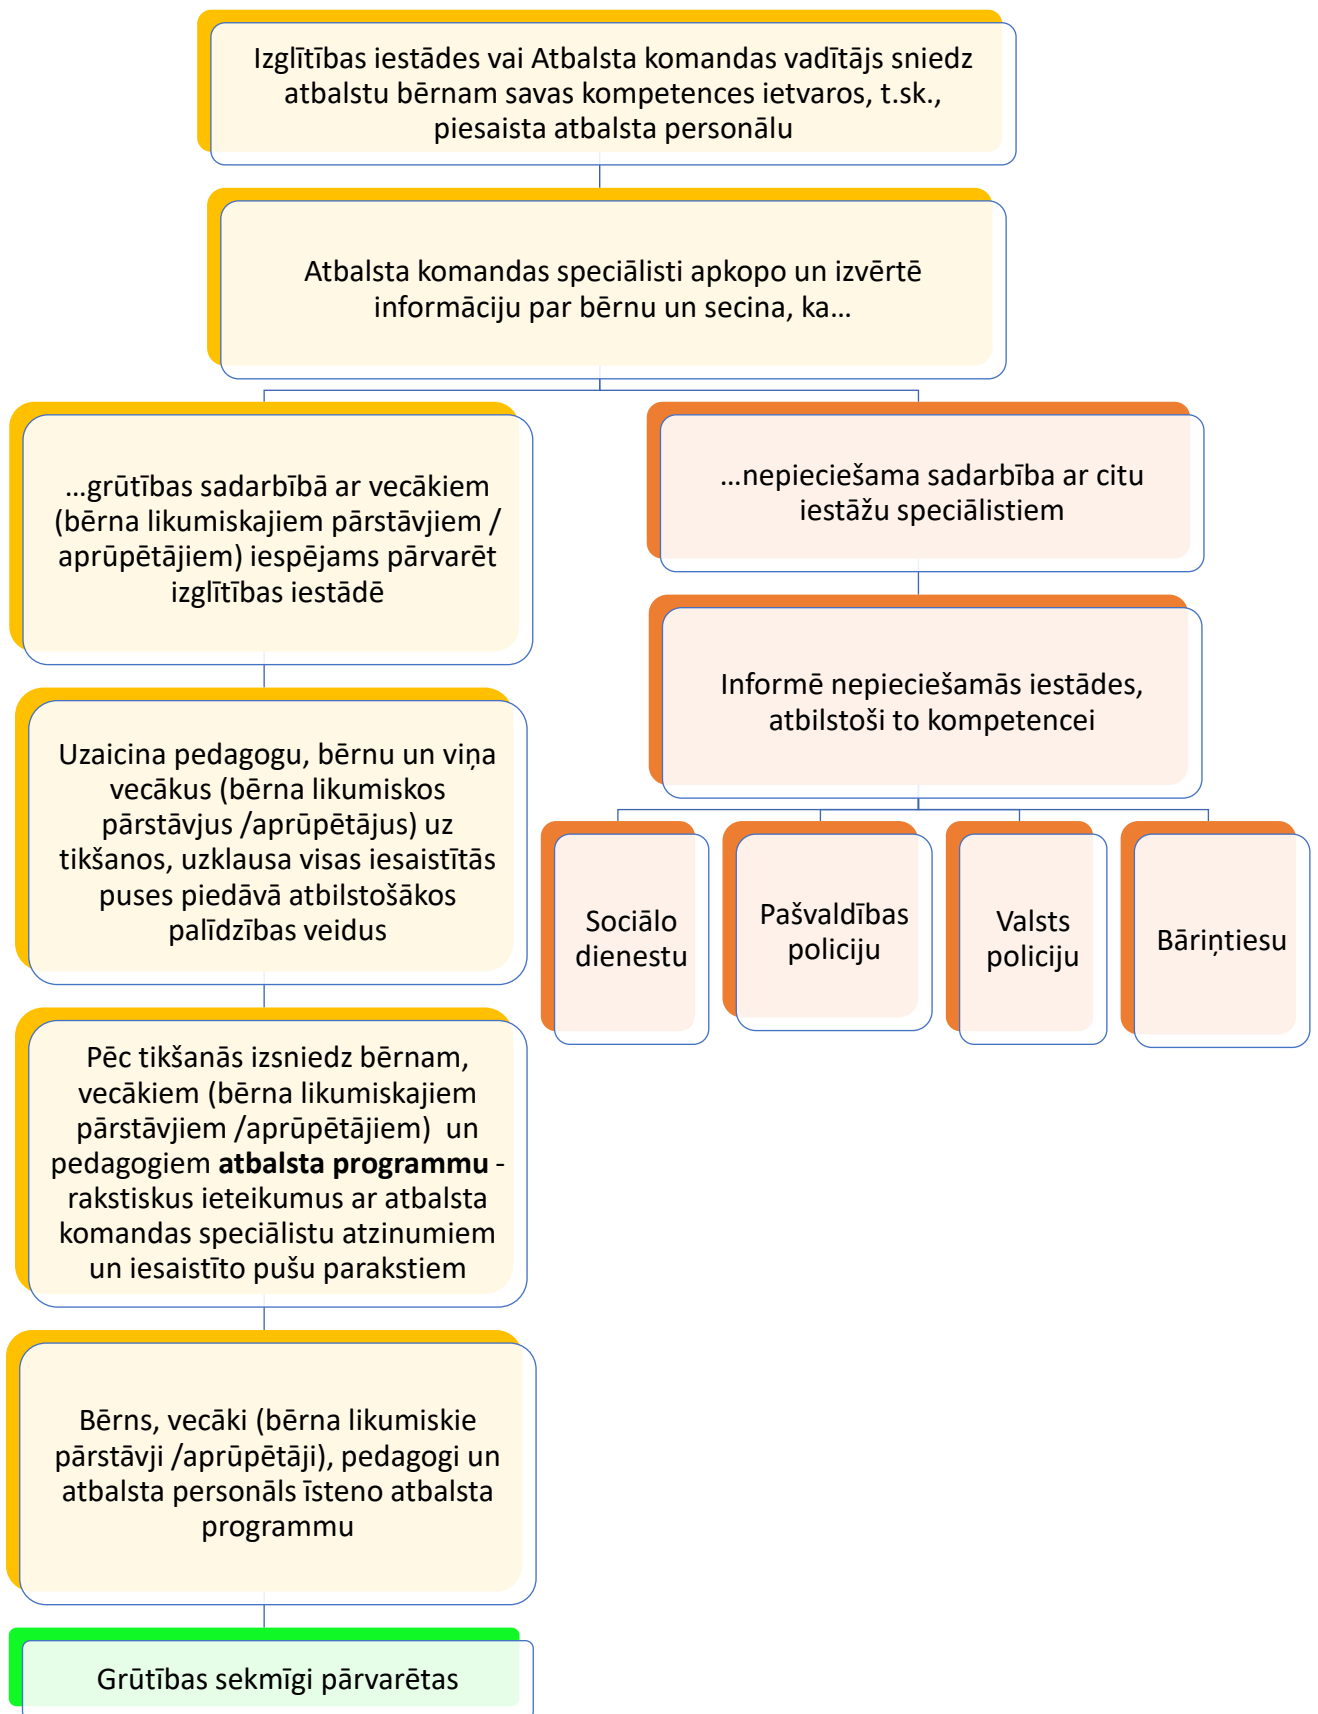 Izglītības iestādes vai Atbalsta komandas vadītājs sniedz
atbalstu bērnam savas kompetences ietvaros, t.sk.,
piesaista atbalsta personālu
Atbalsta komandas speciālisti apkopo un izvērtē
informāciju par bērnu un secina, ka…
…grūtības sadarbībā ar vecākiem
(bērna likumiskajiem pārstāvjiem /
aprūpētājiem) iespējams pārvarēt
izglītības iestādē
Uzaicina pedagogu, bērnu un viņa
vecākus (bērna likumiskos
pārstāvjus /aprūpētājus) uz
tikšanos, uzklausa visas iesaistītās
puses piedāvā atbilstošākos
palīdzības veidus
Pēc tikšanās izsniedz bērnam,
vecākiem (bērna likumiskajiem
pārstāvjiem /aprūpētājiem)  un
pedagogiem atbalsta programmu -
rakstiskus ieteikumus ar atbalsta
komandas speciālistu atzinumiem
un iesaistīto pušu parakstiem
Bērns, vecāki (bērna likumiskie
pārstāvji /aprūpētāji), pedagogi un
atbalsta personāls īsteno atbalsta
programmu
Grūtības sekmīgi pārvarētas
…nepieciešama sadarbība ar citu
iestāžu speciālistiem
Informē nepieciešamās iestādes,
atbilstoši to kompetencei
Sociālo
dienestu
Pašvaldības
policiju
Valsts
policiju
Bāriņtiesu